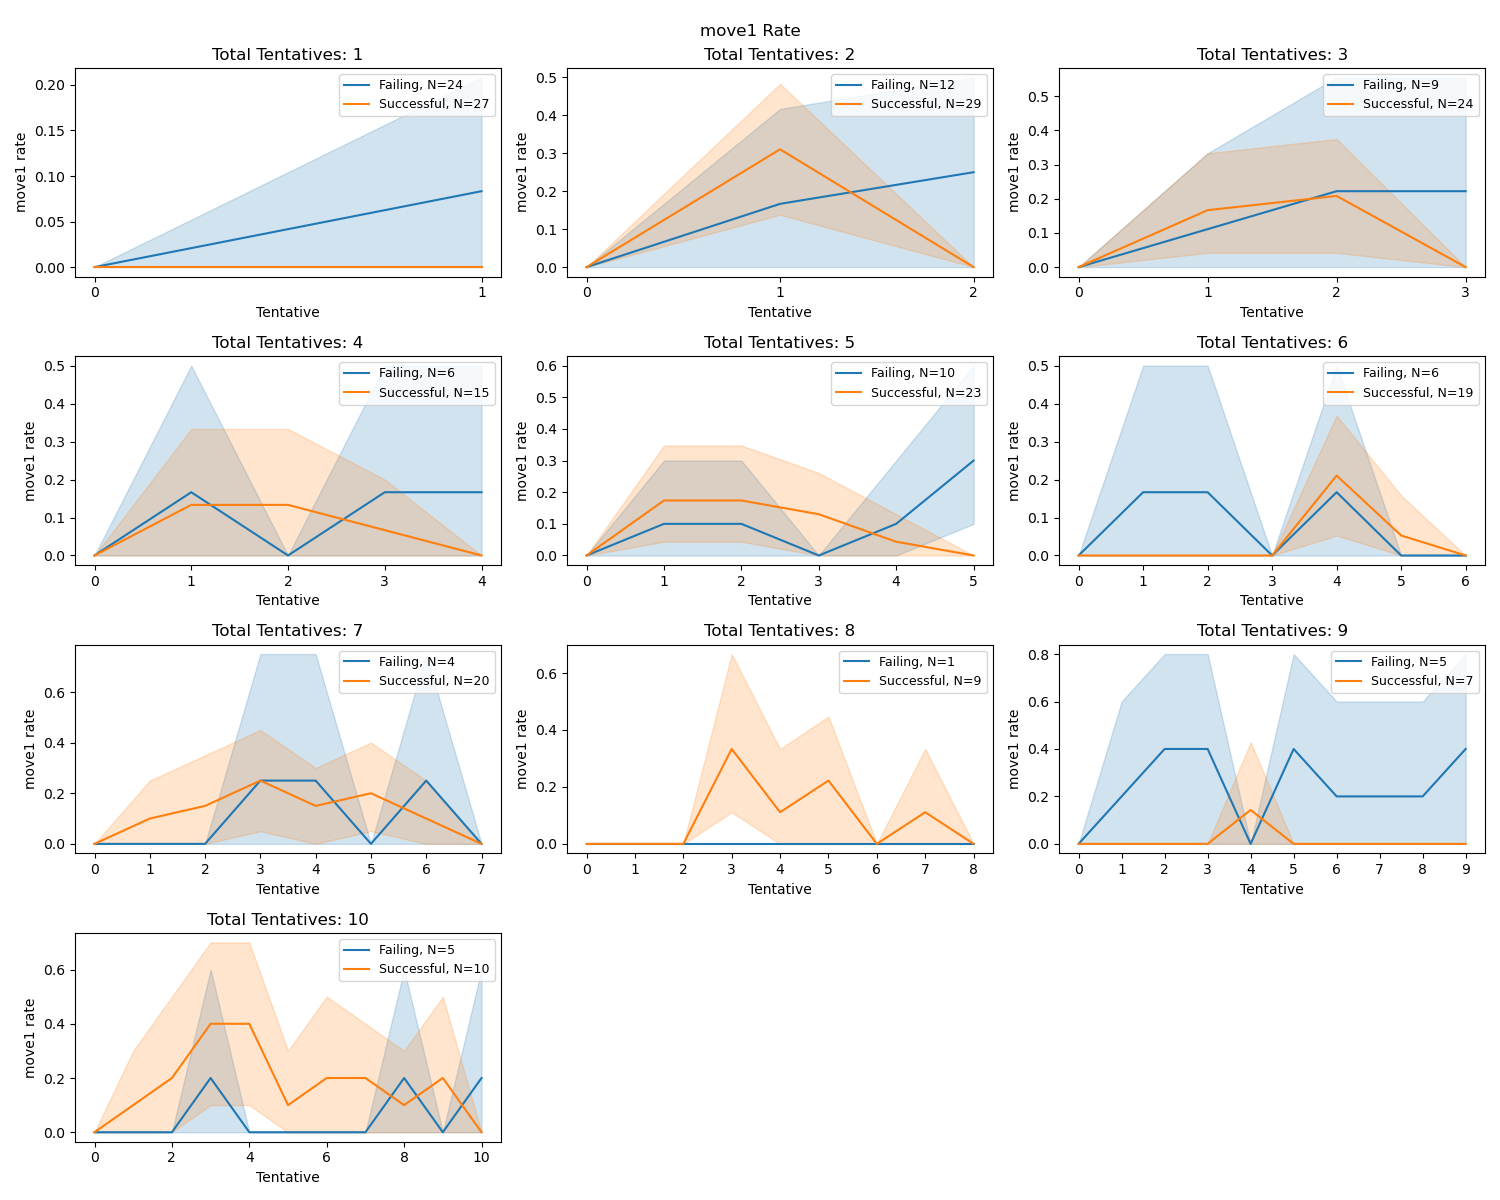 move1 Rate
Total Tentatives: 1
0.20
0.15
0.10
0.05
0.00
move1 rate
Failing, N=24
Successful, N=27
0 1
Tentative
Total Tentatives: 2
0.5
0.4
0.3
0.2
0.1
0.0
move1 rate
Failing, N=12
Successful, N=29
0 1 2
Tentative
Total Tentatives: 3
0.5
0.4
0.3
0.2
0.1
0.0
move1 rate
Failing, N=9
Successful, N=24
0 1 2 3
Tentative
Total Tentatives: 4
0.5
0.4
0.3
0.2
0.1
0.0
move1 rate
Failing, N=6
Successful, N=15
0 1 2 3 4
Tentative
Total Tentatives: 5
0.6
0.5
0.4
0.3
0.2
0.1
0.0
move1 rate
Failing, N=10
Successful, N=23
0 1 2 3 4 5
Tentative
Total Tentatives: 6
0.5
0.4
0.3
0.2
0.1
0.0
move1 rate
Failing, N=6
Successful, N=19
0 1 2 3 4 5 6
Tentative
Total Tentatives: 7
0.6
0.4
0.2
0.0
move1 rate
Failing, N=4
Successful, N=20
0 1 2 3 4 5 6 7
Tentative
Total Tentatives: 8
0.6
0.4
0.2
0.0
move1 rate
Failing, N=1
Successful, N=9
0 1 2 3 4 5 6 7 8
Tentative
Total Tentatives: 9
0.8
0.6
0.4
0.2
0.0
move1 rate
Failing, N=5
Successful, N=7
0 1 2 3 4 5 6 7 8 9
Tentative
Total Tentatives: 10
0.6
0.4
0.2
0.0
move1 rate
Failing, N=5
Successful, N=10
0 2 4 6 8 10
Tentative